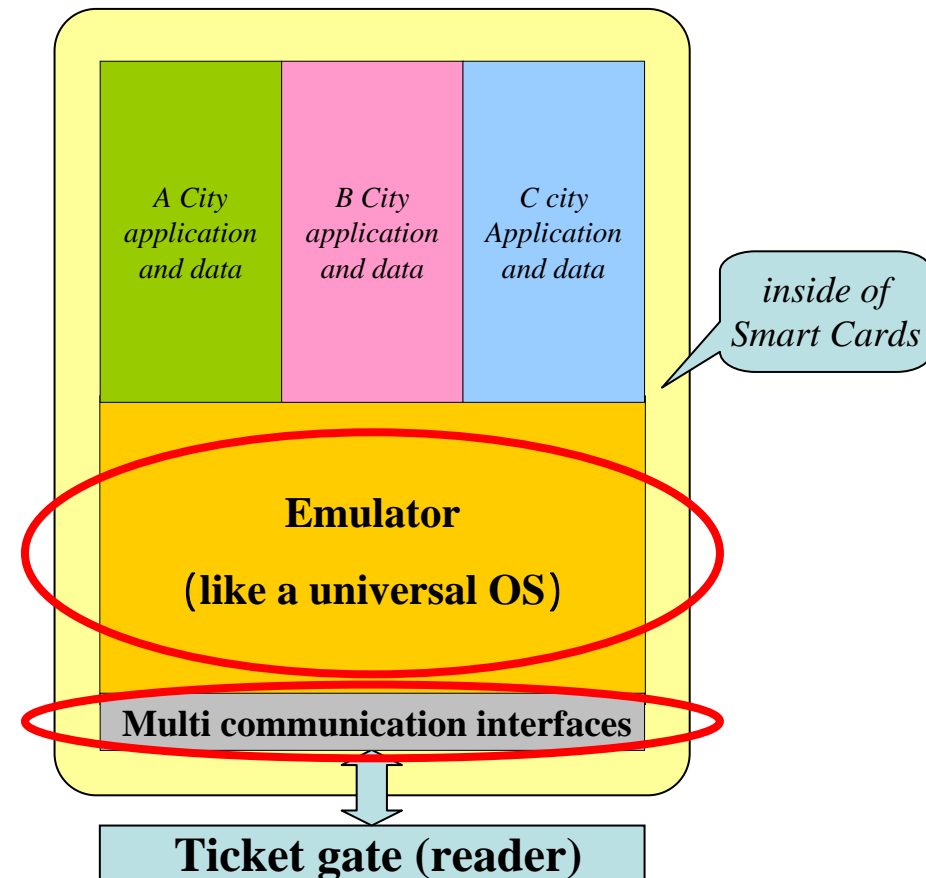 A City
application
and data
B City
application
and data
C city
Application
and data
inside of
Smart Cards
Emulator
(like a universal OS)
Multi communication interfaces
Ticket gate (reader)